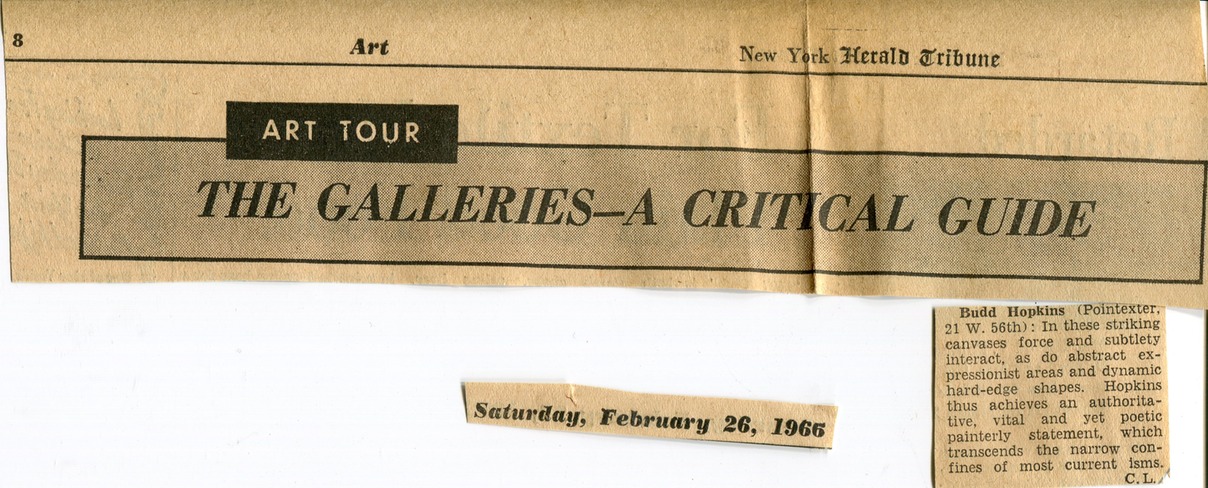 8
Art
New York Herald Tribune
ART TOUR
THE GALLERIES—A CRITICAL GUIDE
Budd Hopkins (Pointexter,
21 W. 56th): In these striking
canvases force and subtlety
interact, as do abstract ex-
pressionist areas and dynamic
hard-edge shapes. Hopkins
thus achieves an authorita-
tive, vital and yet poetic
painterly statement, which
transcends the narrow con-
fines of most current isms.
C. L.
Saturday, February 26, 1966